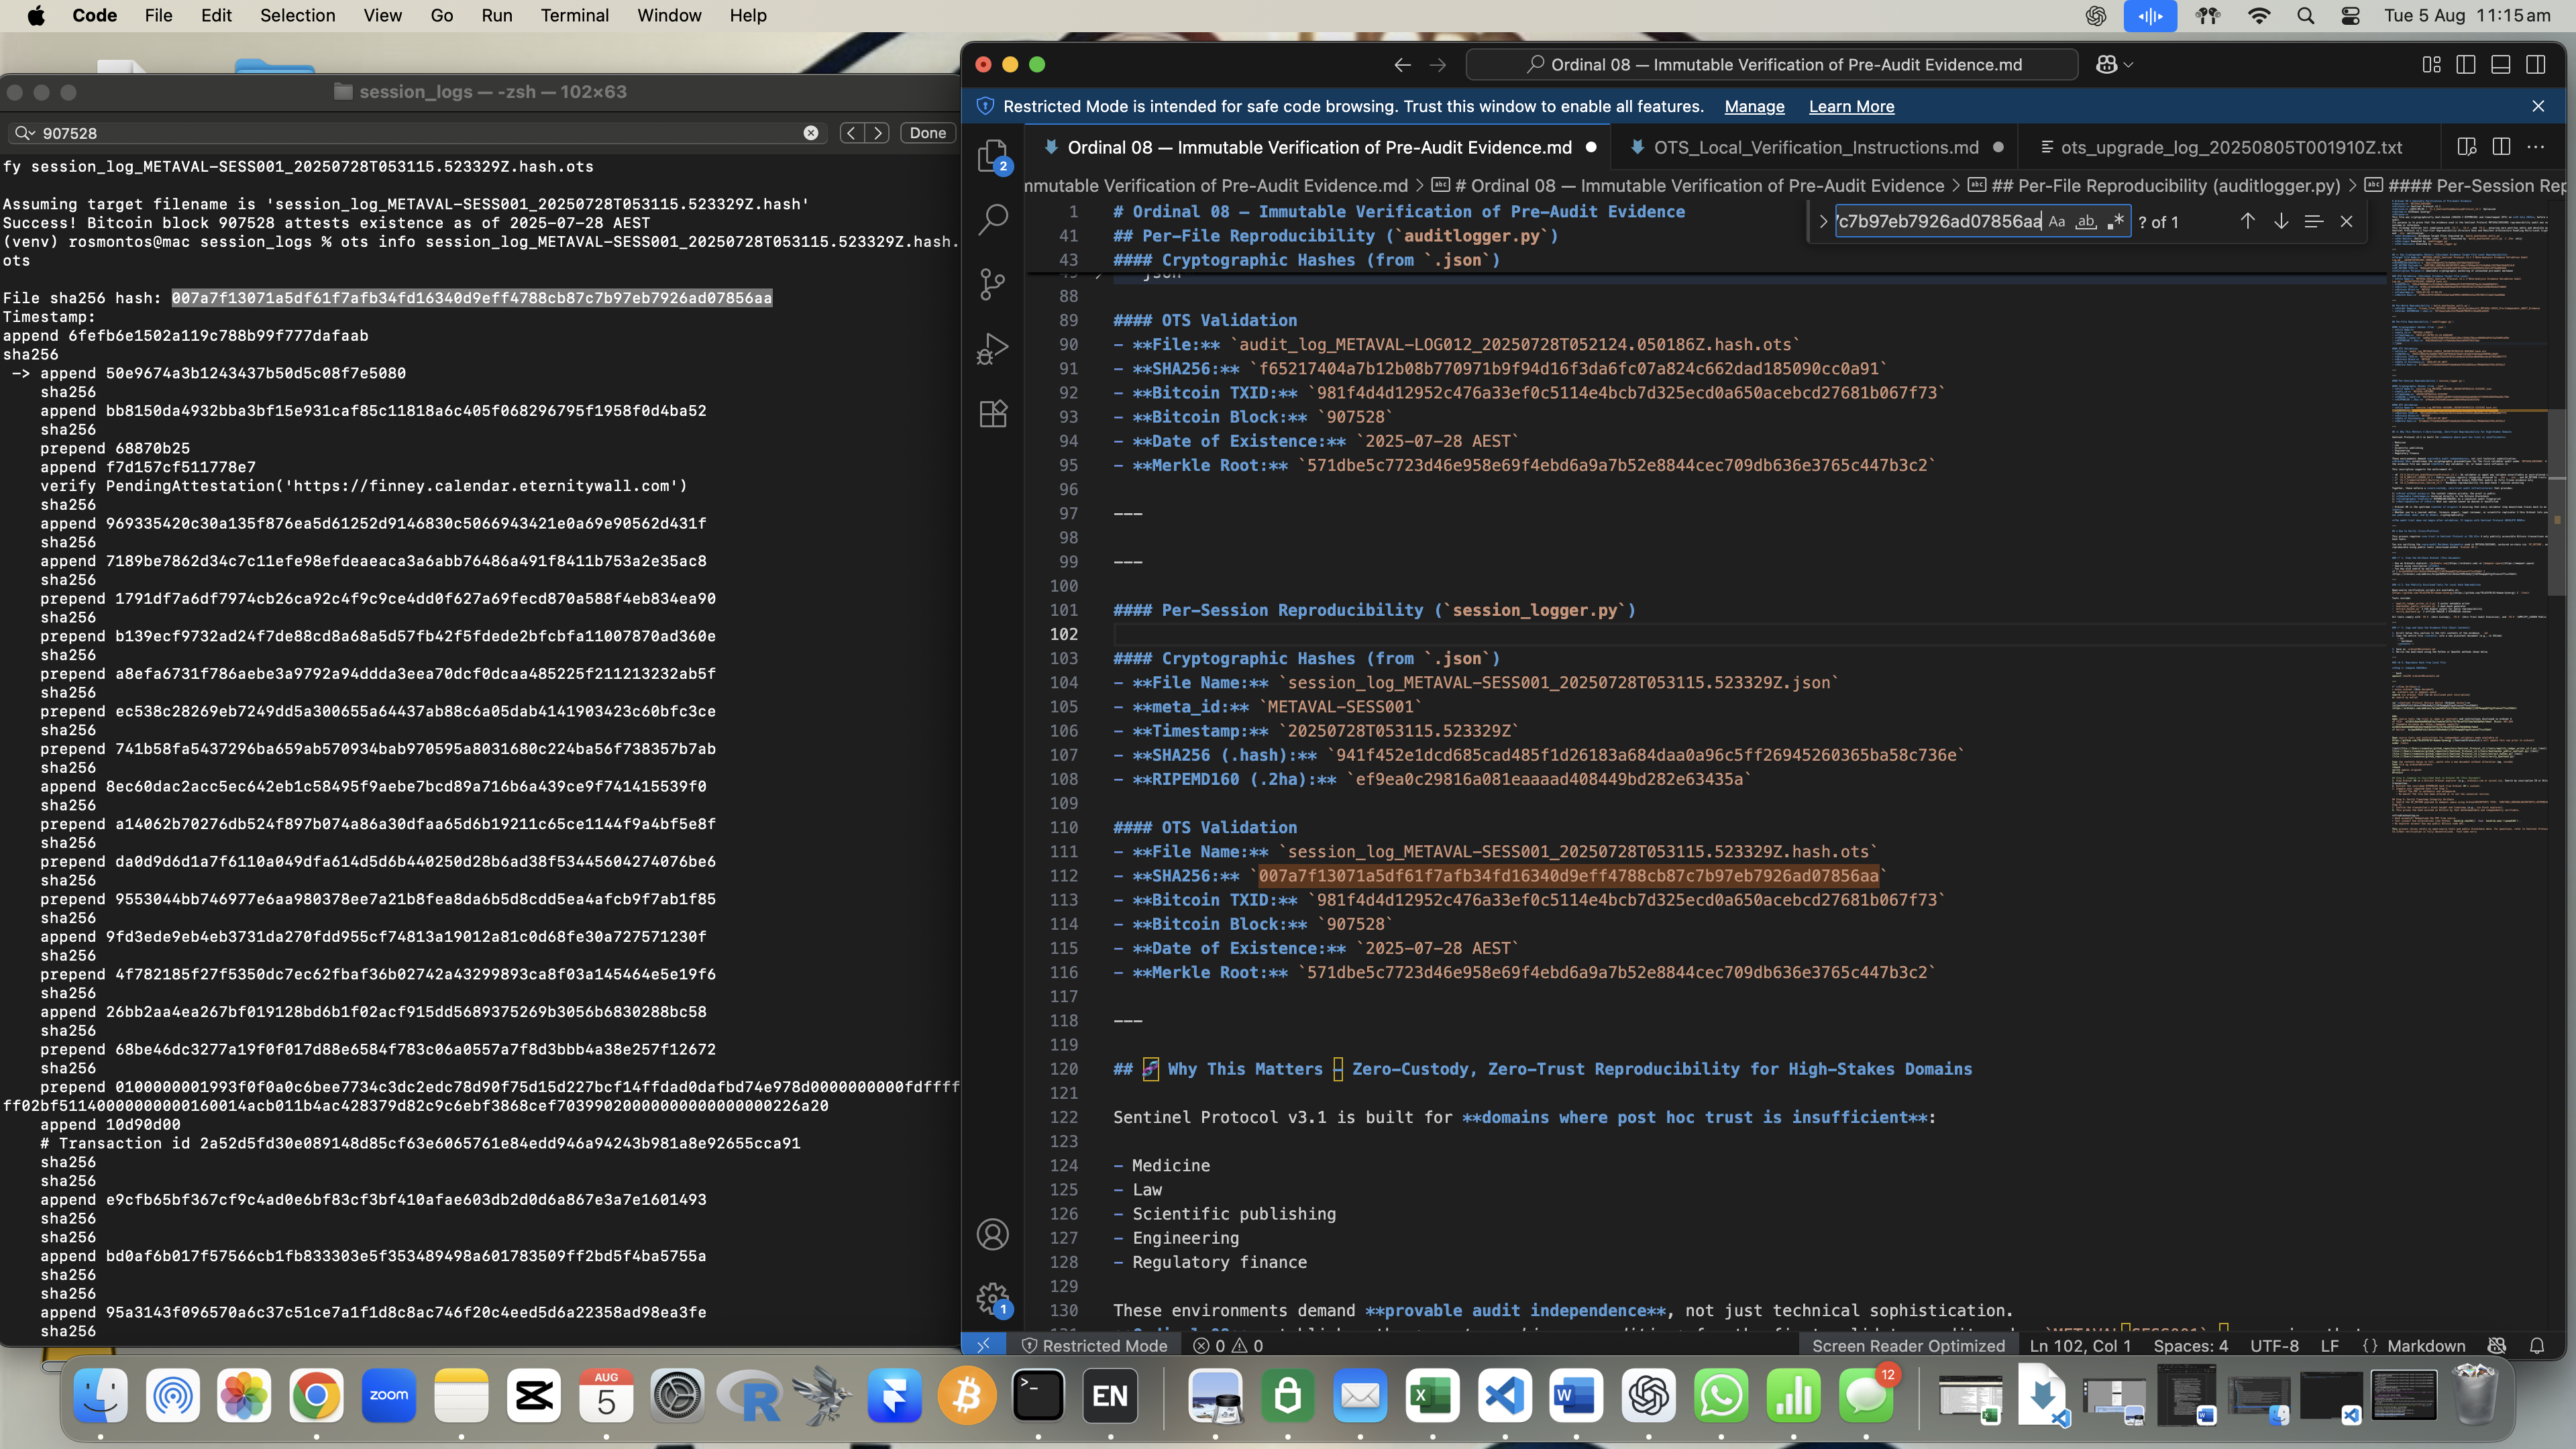 Code File Edit Selection View Go Run Terminal Window Help
Tue 5 Aug 11:15am
session_logs — -zsh — 102×63
907528
Done
fy session_log_METAVAL-SESS001_20250728T053115.523329Z.hash.ots
Assuming target filename is 'session_log_METAVAL-SESS001_20250728T053115.523329Z.hash'
Success! Bitcoin block 907528 attests existence as of 2025-07-28 AEST
(venv) rosmontos@mac session_logs % ots info session_log_METAVAL-SESS001_20250728T053115.523329Z.hash.
ots
File sha256 hash: 007a7f13071a5df61f7afb34fd16340d9eff4788cb87c7b97eb7926ad07856aa
Timestamp:
append 6fefb6e1502a119c788b99f777dafaab
sha256
-> append 50e9674a3b1243437b50d5c08f7e5080
sha256
append bb8150da4932bba3bf15e931caf85c11818a6c405f068296795f1958f0d4ba52
sha256
prepend 68870b25
append f7d157cf511778e7
verify PendingAttestation('https://finney.calendar.eternitywall.com')
sha256
append 969335420c30a135f876ea5d61252d9146830c5066943421e0a69e90562d431f
sha256
append 7189be7862d34c7c11efe98efdeaeaca3a6abb76486a491f8411b753a2e35ac8
sha256
prepend 1791df7a6df7974cb26ca92c4f9c9ce4dd0f627a69fecd870a588f4eb834ea90
sha256
prepend b139ecf9732ad24f7de88cd8a68a5d57fb42f5fdede2bfcbfa11007870ad360e
sha256
prepend a8efa6731f786aebe3a9792a94ddda3eea70dcf0dcaa485225f211213232ab5f
sha256
prepend ec538c28269eb7249dd5a300655a64437ab88c6a05dab4141903423c60bfc3ce
sha256
prepend 741b58fa5437296ba659ab570934bab970595a8031680c224ba56f738357b7ab
sha256
prepend 8ec60dac2acc5ec642eb1c58495f9aebe7bcd89a716b6a439ce9f741415539f0
sha256
prepend a14062b70276db524f897b074a86a30dfaa65d6b19211c65ce1144f9a4bf5e8f
sha256
prepend da0d9d6d1a7f6110a049dfa614d5d6b440250d28b6ad38f53445604274076be6
sha256
prepend 9553044bb746977e6aa980378ee7a21b8fea8da6b5d8cdd5ea4afcb9f7ab1f85
sha256
append 9fd3ede9eb4eb3731da270fdd955cf74813a19012a81c0d68fe30a727571230f
sha256
prepend 4f782185f27f5350dc7ec62fbaf36b02742a43299893ca8f03a145464e5e19f6
sha256
append 26bb2aa4ea267bf019128bd6b1f02acf915dd5689375269b3056b6830288bc58
sha256
prepend 68be46dc3277a19f0f017d88e6584f783c06a0557a7f8d3bbb4a38e257f12672
sha256
prepend 0100000001993f0f0a0c6bee7734c3dc2edc78d90f75d15d227bcf14ffdad0dafbd74e978d0000000000fdffff
ff02bf51140000000000160014acb011b4ac428379d82c9c6ebf3868cef70399020000000000000000226a20
append 10d90d00
# Transaction id 2a52d5fd30e089148d85cf63e6065761e84edd946a94243b981a8e92655cca91
sha256
sha256
append e9cfb65bf367cf9c4ad0e6bf83cf3bf410afae603db2d0d6a867e3a7e1601493
sha256
sha256
append bd0af6b017f57566cb1fb833303e5f353489498a601783509ff2bd5f4ba5755a
sha256
sha256
append 95a3143f096570a6c37c51ce7a1f1d8c8ac746f20c4eed5d6a22358ad98ea3fe
sha256
Ordinal 08 — Immutable Verification of Pre-Audit Evidence.md
Restricted Mode is intended for safe code browsing. Trust this window to enable all features. Manage Learn More
2
Ordinal 08 — Immutable Verification of Pre-Audit Evidence.md
OTS_Local_Verification_Instructions.md
ots_upgrade_log_20250805T001910Z.txt
mmutable Verification of Pre-Audit Evidence.md > # Ordinal 08 — Immutable Verification of Pre-Audit Evidence > ## Per-File Reproducibility (auditlogger.py) > #### Per-Session Rep
c7b97eb7926ad07856aa Aa ab ? of 1
1 # Ordinal 08 — Immutable Verification of Pre-Audit Evidence
41 ## Per-File Reproducibility (`auditlogger.py`)
43 #### Cryptographic Hashes (from `.json`)
88
89 #### OTS Validation
90 - **File:** `audit_log_METAVAL-LOG012_20250728T052124.050186Z.hash.ots`
91 - **SHA256:** `f65217404a7b12b08b770971b9f94d16f3da6fc07a824c662dad185090cc0a91`
92 - **Bitcoin TXID:** `981f4d4d12952c476a33ef0c5114e4bcb7d325ecd0a650acebcd27681b067f73`
93 - **Bitcoin Block:** `907528`
94 - **Date of Existence:** `2025-07-28 AEST`
95 - **Merkle Root:** `571dbe5c7723d46e958e69f4ebd6a9a7b52e8844cec709db636e3765c447b3c2`
96
97 ---
98
99 ---
100
101 #### Per-Session Reproducibility (`session_logger.py`)
102
103 #### Cryptographic Hashes (from `.json`)
104 - **File Name:** `session_log_METAVAL-SESS001_20250728T053115.523329Z.json`
105 - **meta_id:** `METAVAL-SESS001`
106 - **Timestamp:** `20250728T053115.523329Z`
107 - **SHA256 (.hash):** `941f452e1dcd685cad485f1d26183a684daa0a96c5ff26945260365ba58c736e`
108 - **RIPEMD160 (.2ha):** `ef9ea0c29816a081eaaaad408449bd282e63435a`
109
110 #### OTS Validation
111 - **File Name:** `session_log_METAVAL-SESS001_20250728T053115.523329Z.hash.ots`
112 - **SHA256:** `007a7f13071a5df61f7afb34fd16340d9eff4788cb87c7b97eb7926ad07856aa`
113 - **Bitcoin TXID:** `981f4d4d12952c476a33ef0c5114e4bcb7d325ecd0a650acebcd27681b067f73`
114 - **Bitcoin Block:** `907528`
115 - **Date of Existence:** `2025-07-28 AEST`
116 - **Merkle Root:** `571dbe5c7723d46e958e69f4ebd6a9a7b52e8844cec709db636e3765c447b3c2`
117
118 ---
119
120 ## 🧬 Why This Matters — Zero-Custody, Zero-Trust Reproducibility for High-Stakes Domains
121
122 Sentinel Protocol v3.1 is built for **domains where post hoc trust is insufficient**:
123
124 - Medicine
125 - Law
126 - Scientific publishing
127 - Engineering
128 - Regulatory finance
129
130 These environments demand **provable audit independence**, not just technical sophistication.
1
Restricted Mode 0 0
Screen Reader Optimized Ln 102, Col 1 Spaces: 4 UTF-8 LF {} Markdown
zoom
AUG
5
EN
12